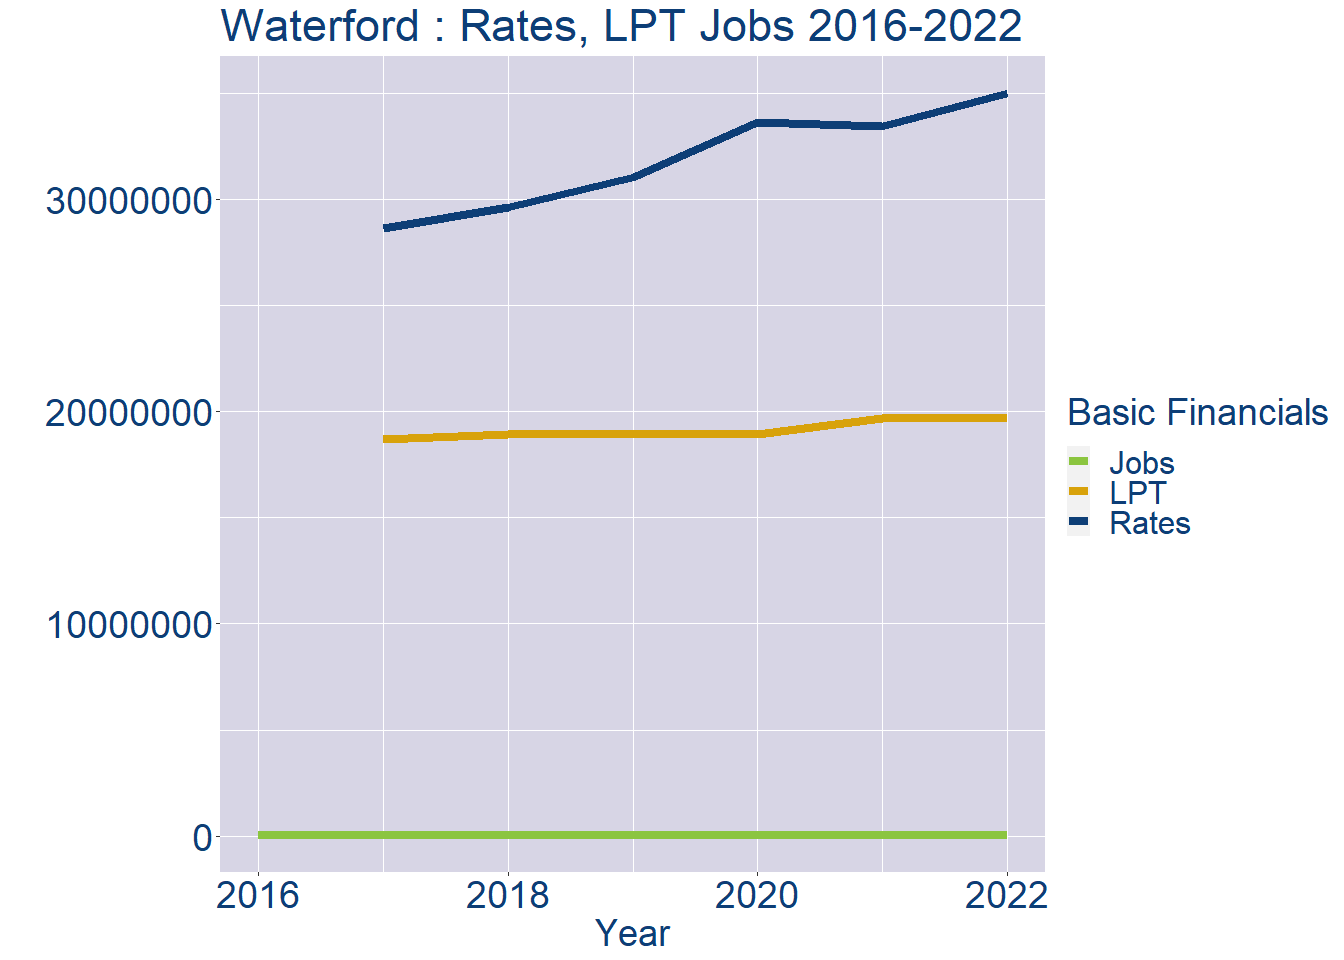 Waterford : Rates, LPT Jobs 2016-2022
30000000
20000000
10000000
0
2016 2018 2020 2022
Year
Basic Financials
Jobs
LPT
Rates